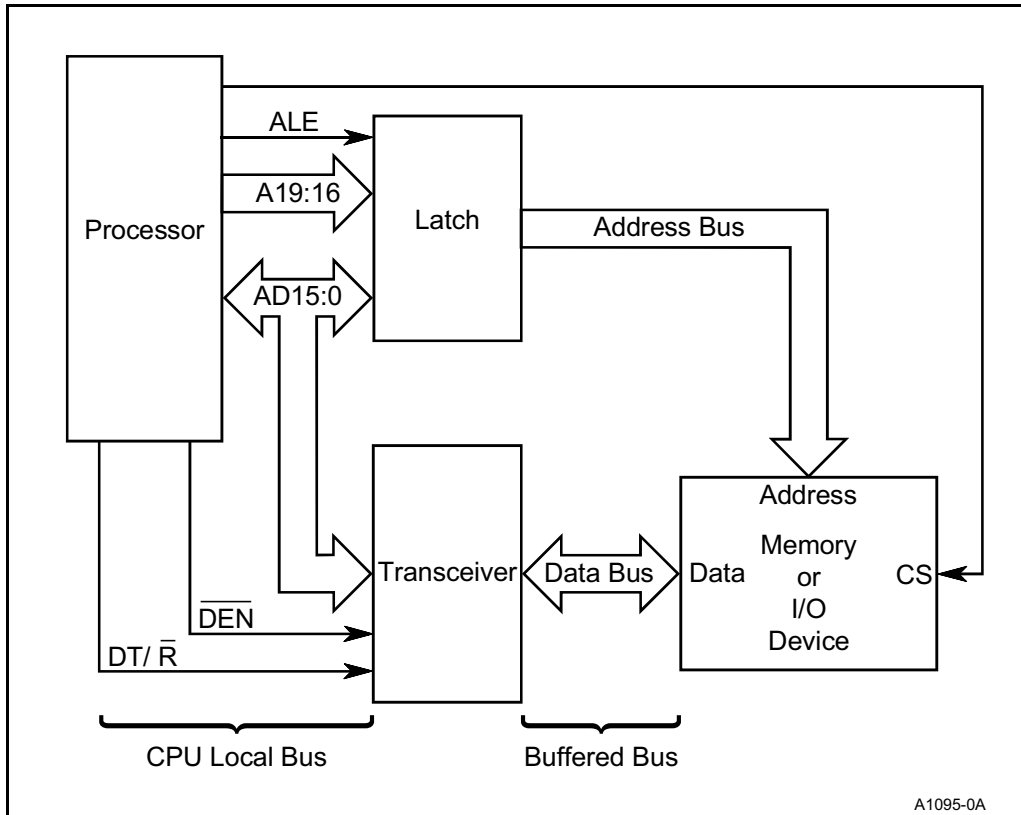 ALE
A19:16
Processor
Latch
Address Bus
AD15:0
Address
Memory
or
I/O
Device
Transceiver
Data Bus
Data
CS
D̅E̅N̅
DT/ R̅
CPU Local Bus
Buffered Bus
A1095-0A